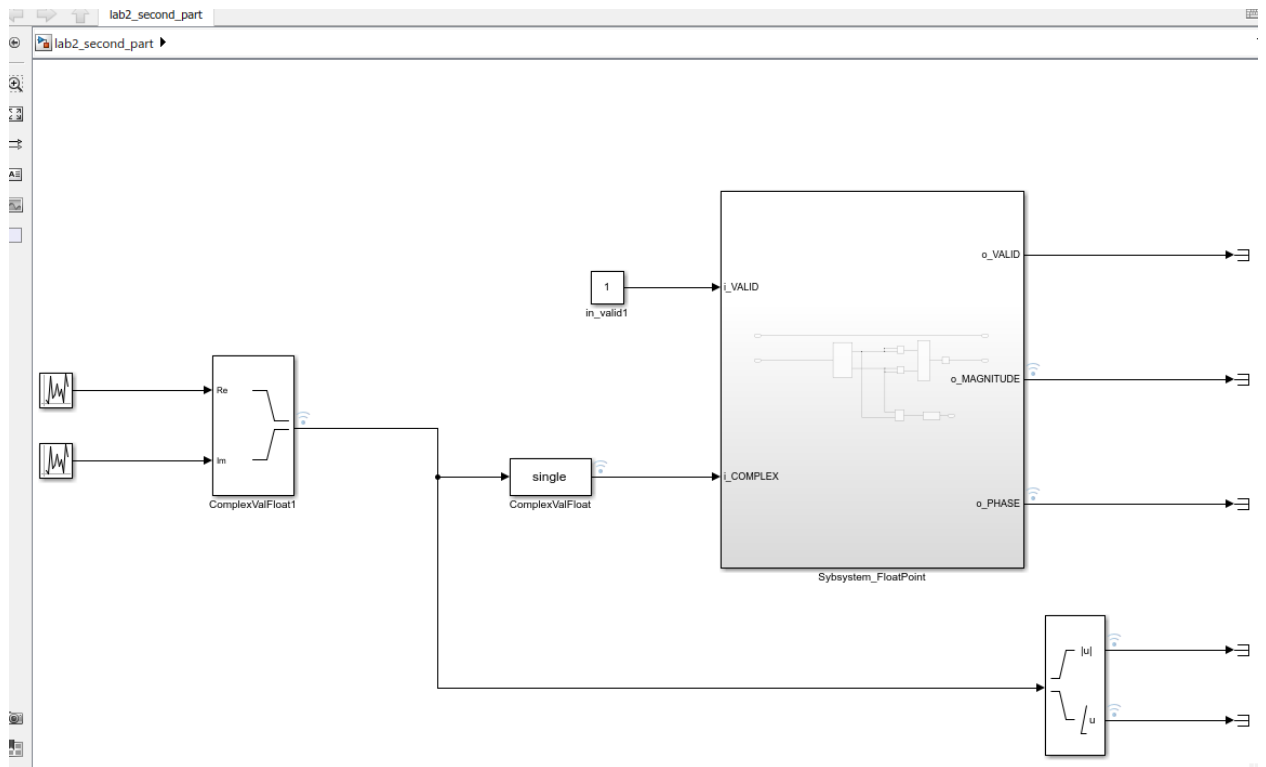 lab2_second_part
lab2_second_part
o_VALID
1
i_VALID
in_valid1
o_MAGNITUDE
Re
Im
single
i_COMPLEX
ComplexValFloat1
ComplexValFloat
o_PHASE
Sybsystem_FloatPoint
|u|
u